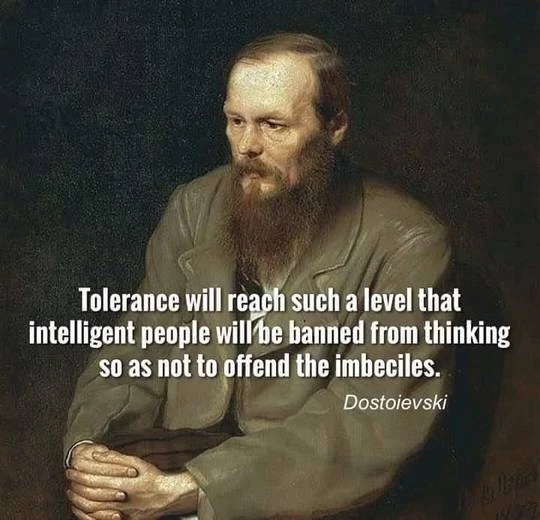 Tolerance will reach such a level that
intelligent people will be banned from thinking
so as not to offend the imbeciles.
Dostoievski